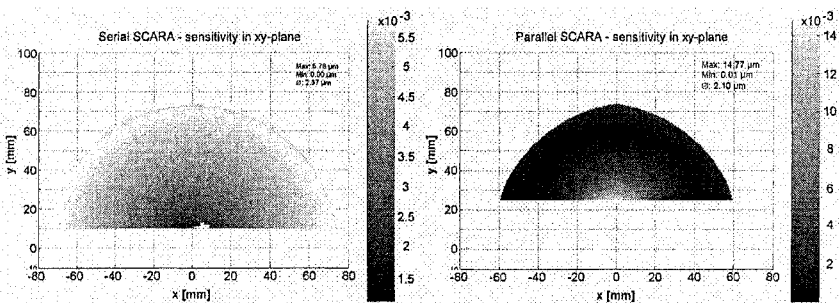 Serial SCARA - sensitivity in xy-plane
x10⁻³
Max: 5.78 µm
Min: 0.00 µm
Ø: 2.97 µm
y [mm]
100
80
60
40
20
0
-80 -60 -40 -20 0 20 40 60 80
x [mm]
5.5
5
4.5
4
3.5
3
2.5
2
1.5
Parallel SCARA - sensitivity in xy-plane
x10⁻³
Max: 14.77 µm
Min: 0.01 µm
Ø: 2.10 µm
y [mm]
100
80
60
40
20
0
-80 -60 -40 -20 0 20 40 60 80
x [mm]
14
12
10
8
6
4
2